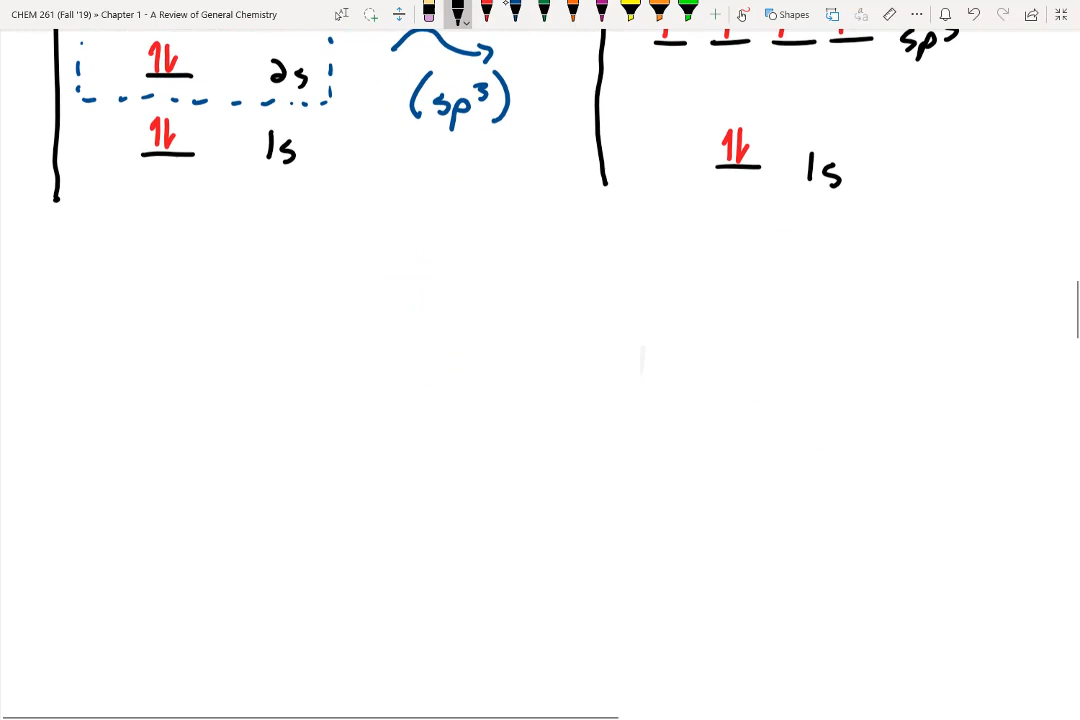 CHEM 261 (Fall '19) » Chapter 1 - A Review of General Chemistry
Shapes
2s
(sp³)
1s
sp³
1s